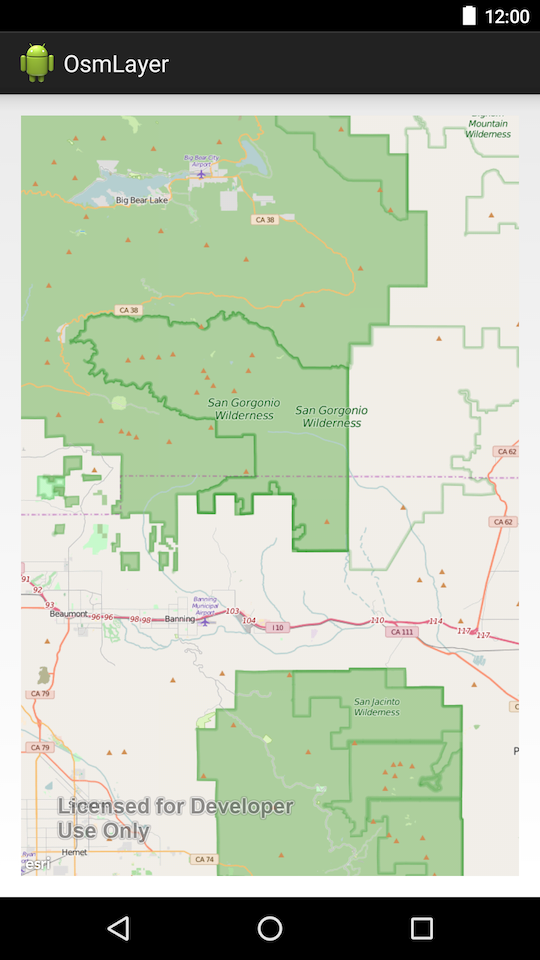 12:00
OsmLayer
Mountain
Wilderness
Big Bear City
Airport
Big Bear Lake
CA 38
CA 38
San Gorgonio
Wilderness
San Gorgonio
Wilderness
CA 62
CA 62
91
92
93
Beaumont
96•96
98•98
Banning
Banning
Municipal
Airport
103
104
I 10
110
CA 111
114
117
117
CA 79
San Jacinto
Wilderness
CA 79
Licensed for Developer
Use Only
Hemet
Ryan
esri
CA 74